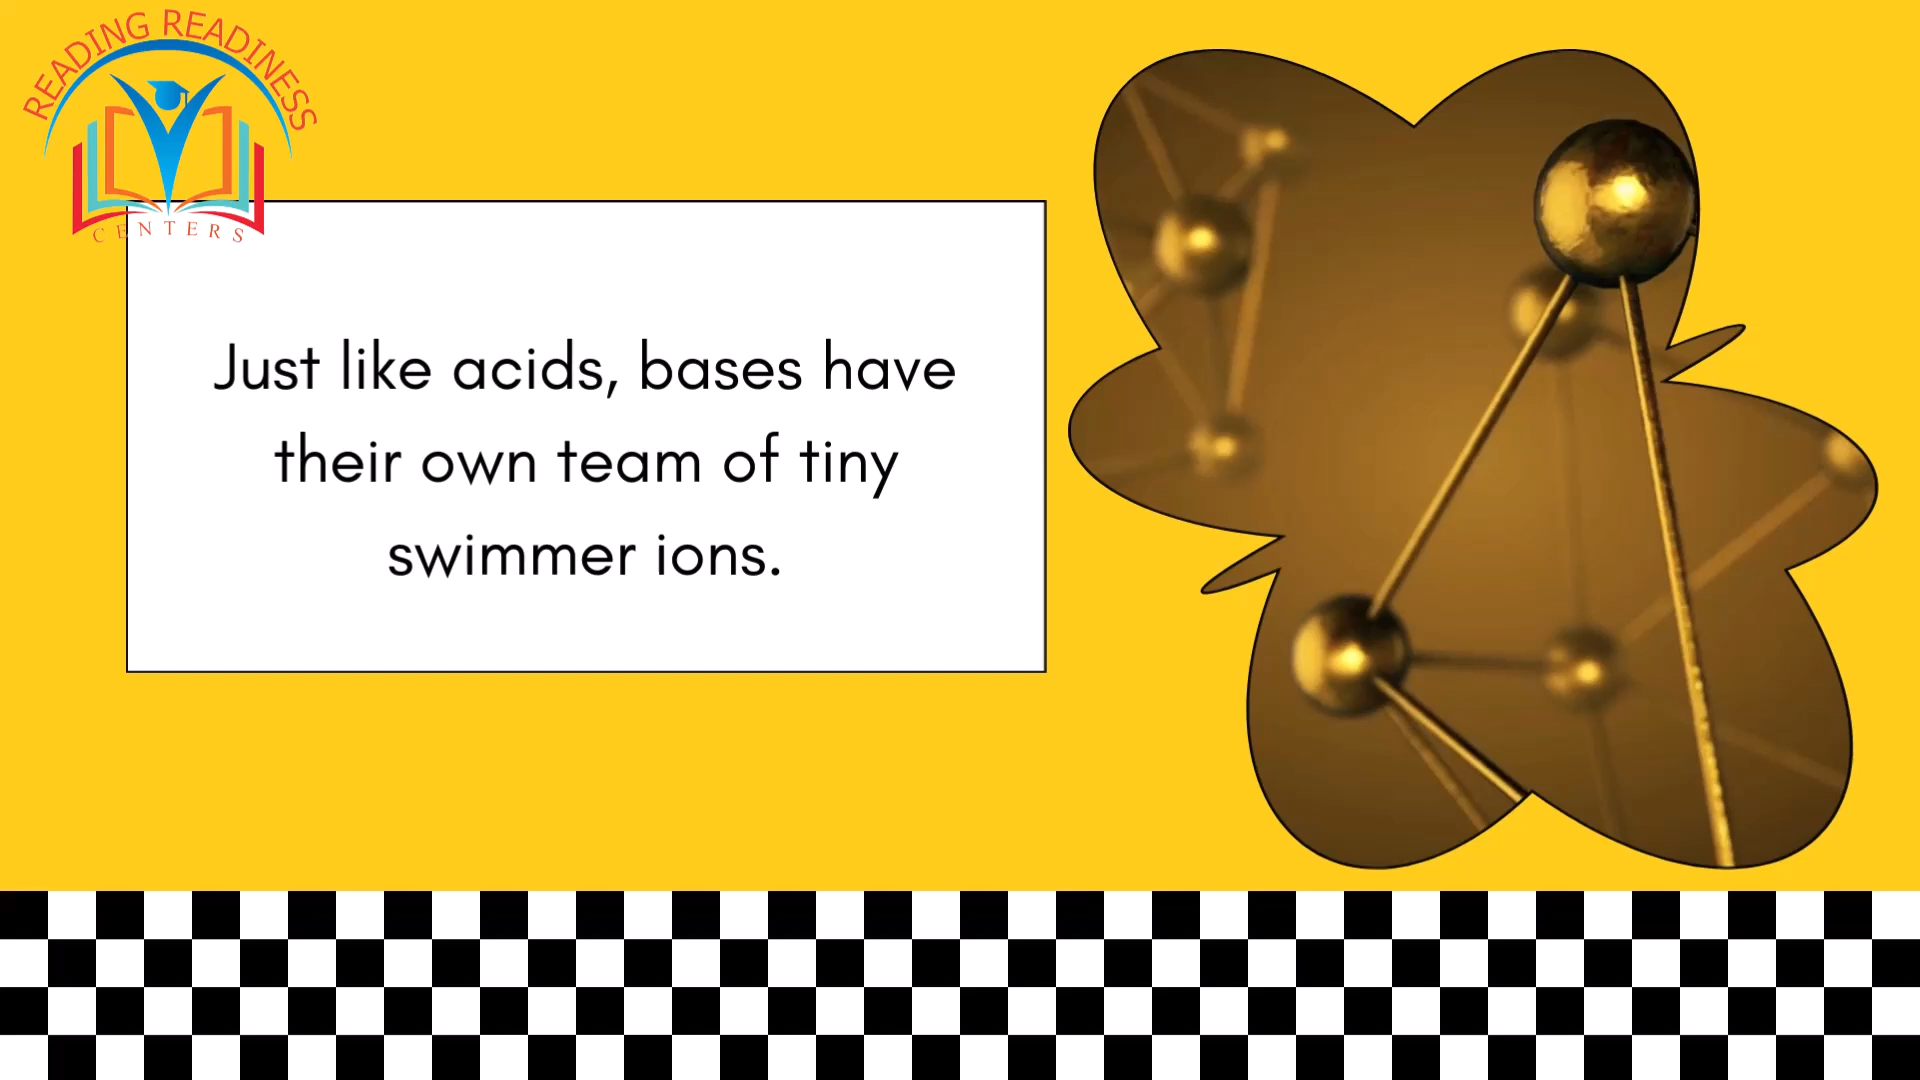 READING READINESS
CENTERS
Just like acids, bases have
their own team of tiny
swimmer ions.